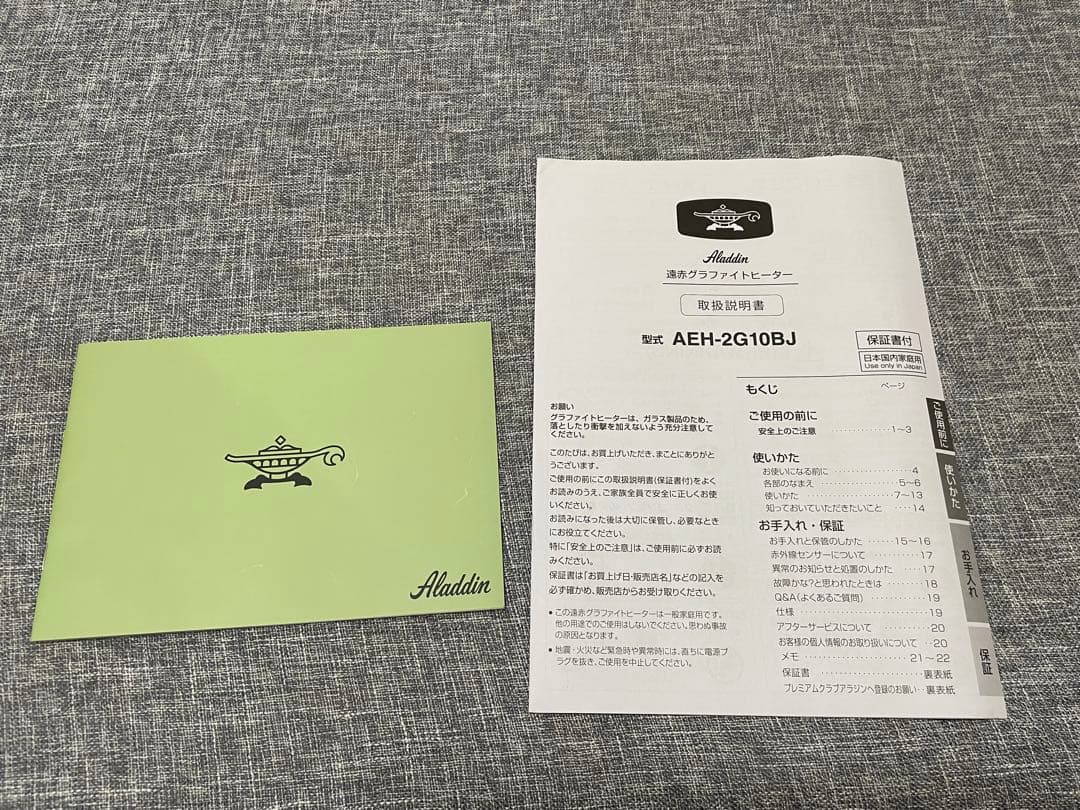 Aladdin
Aladdin
遠赤グラファイトヒーター
取扱説明書
型式 AEH-2G10BJ
保証書付
日本国内家庭用
Use only in Japan
お願い
グラファイトヒーターは、ガラス製品のため、
落としたり衝撃を加えないよう充分注意して
ください。
このたびは、お買上げいただき、まことにありがと
うございます。
ご使用の前にこの取扱説明書(保証書付)をよく
お読みのうえ、ご家族全員で安全に正しくお使
いください。
お読みになった後は大切に保管し、必要なとき
にお役立てください。
特に「安全上のご注意」は、ご使用前に必ずお読
みください。
保証書は「お買上げ日・販売店名」などの記入を
必ず確かめ、販売店からお受け取りください。
●この遠赤グラファイトヒーターは一般家庭用です。
他の用途でのご使用はしないでください。思わぬ事故
の原因となります。
●地震・火災など緊急時や異常時には、直ちに電源プ
ラグを抜き、ご使用を中止してください。
もくじ ページ
ご使用の前に
安全上のご注意 ‥‥‥‥‥‥1~3
使いかた
お使いになる前に ‥‥‥‥‥‥4
各部のなまえ ‥‥‥‥‥‥5~6
使いかた ‥‥‥‥‥‥7~13
知っておいていただきたいこと ‥‥14
お手入れ・保証
お手入れと保管のしかた ‥‥‥15~16
赤外線センサーについて ‥‥‥‥17
異常のお知らせと処置のしかた ‥‥17
故障かな?と思われたときは ‥‥‥18
Q&A(よくあるご質問) ‥‥‥‥19
仕様 ‥‥‥‥‥‥19
アフターサービスについて ‥‥‥‥20
お客様の個人情報のお取り扱いについて ‥20
メモ ‥‥‥‥‥‥21~22
保証書 ‥‥‥‥‥‥裏表紙
プレミアムクラブアラジンへ登録のお願い‥裏表紙
ご使用前に
使いかた
お手入れ
保証